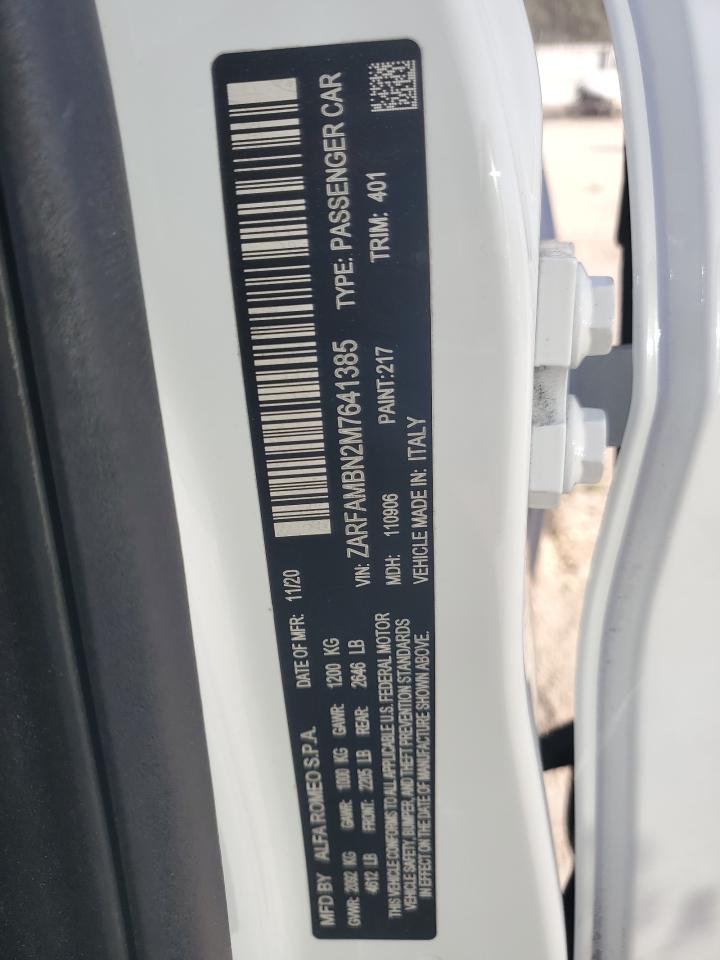 MFD BY ALFA ROMEO S.P.A. DATE OF MFR: 11/20
GVWR: 2092 KG GAWR: 1000 KG GAWR: 1200 KG
4612 LB FRONT: 2205 LB REAR: 2646 LB
THIS VEHICLE CONFORMS TO ALL APPLICABLE U.S. FEDERAL MOTOR
VEHICLE SAFETY, BUMPER, AND THEFT PREVENTION STANDARDS
IN EFFECT ON THE DATE OF MANUFACTURE SHOWN ABOVE.
VIN: ZARFAMBN2M7641385 TYPE: PASSENGER CAR
MDH: 110906 PAINT:217 TRIM: 401
VEHICLE MADE IN: ITALY